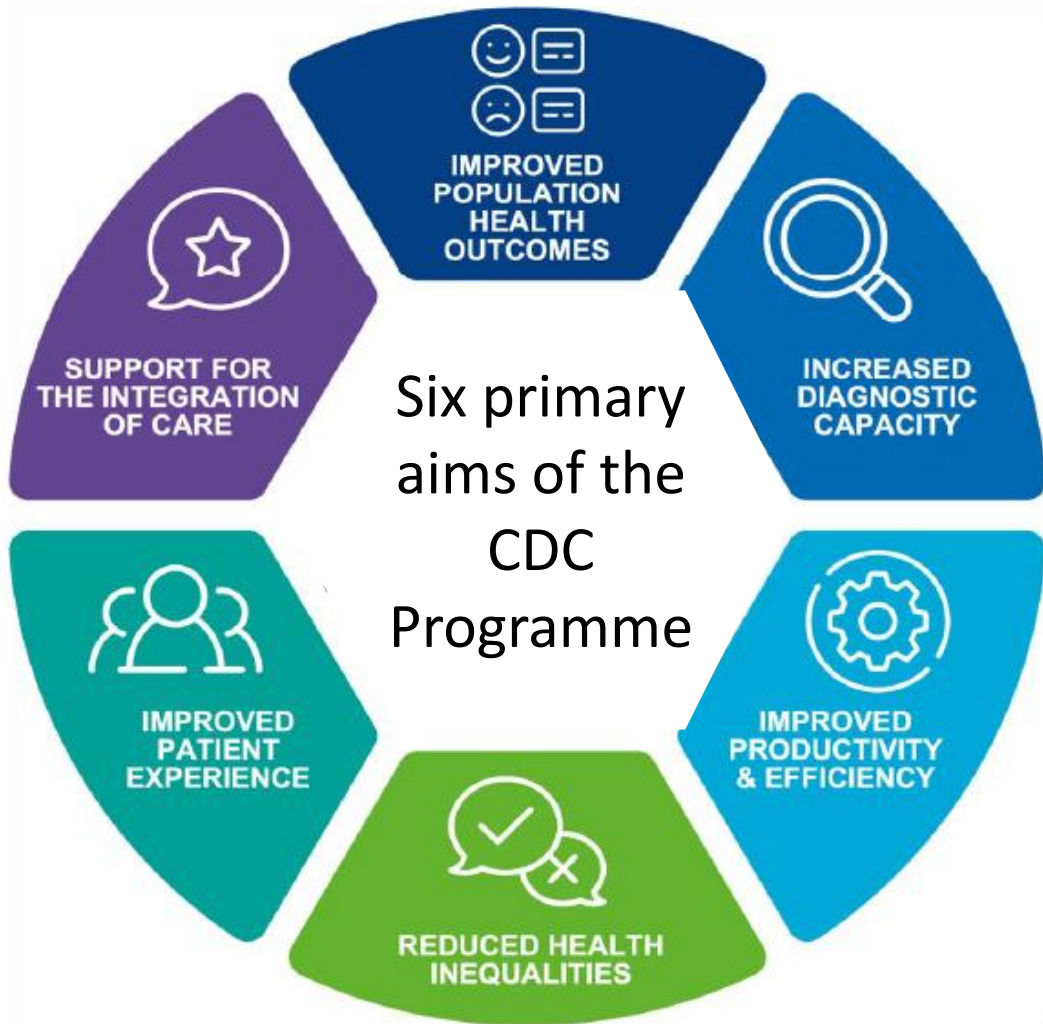 IMPROVED
POPULATION
HEALTH
OUTCOMES
INCREASED
DIAGNOSTIC
CAPACITY
IMPROVED
PRODUCTIVITY
& EFFICIENCY
REDUCED HEALTH
INEQUALITIES
IMPROVED
PATIENT
EXPERIENCE
SUPPORT FOR
THE INTEGRATION
OF CARE
Six primary
aims of the
CDC
Programme